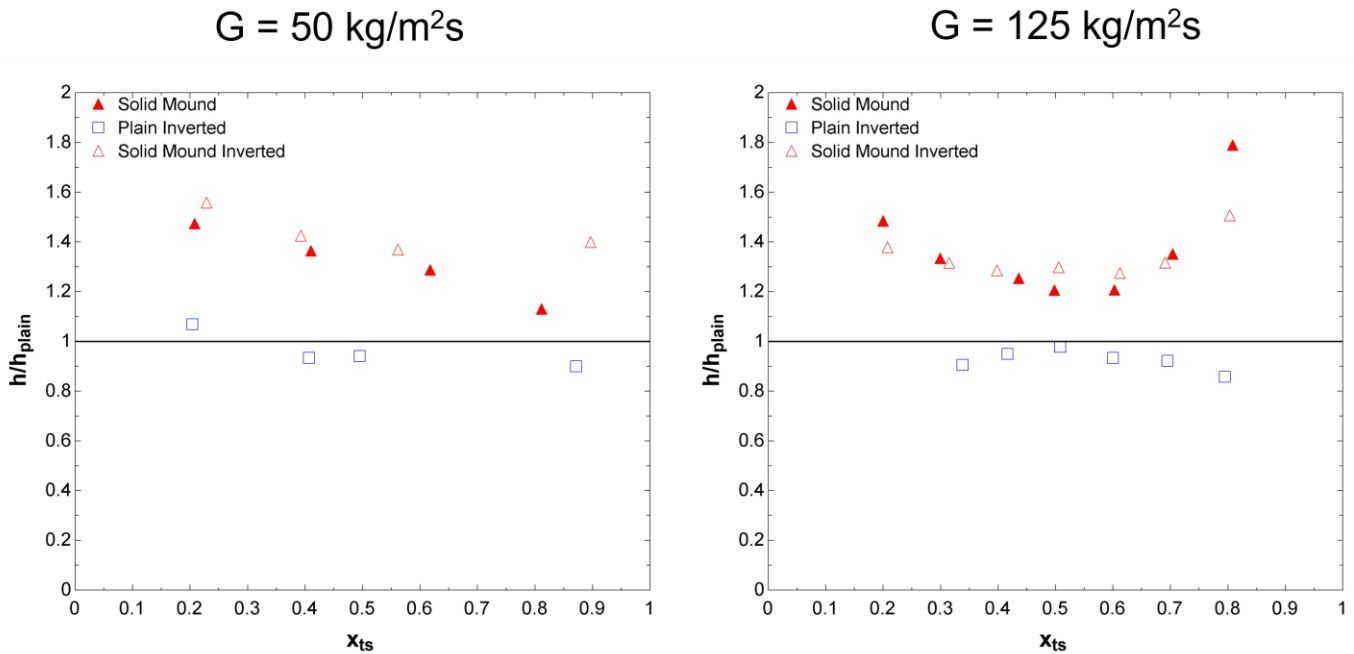 G = 50 kg/m²s
2
1.8
1.6
1.4
1.2
1
0.8
0.6
0.4
0.2
0
h/h_plain
Solid Mound
Plain Inverted
Solid Mound Inverted
0 0.1 0.2 0.3 0.4 0.5 0.6 0.7 0.8 0.9 1
x_ts
G = 125 kg/m²s
2
1.8
1.6
1.4
1.2
1
0.8
0.6
0.4
0.2
0
h/h_plain
Solid Mound
Plain Inverted
Solid Mound Inverted
0 0.1 0.2 0.3 0.4 0.5 0.6 0.7 0.8 0.9 1
x_ts